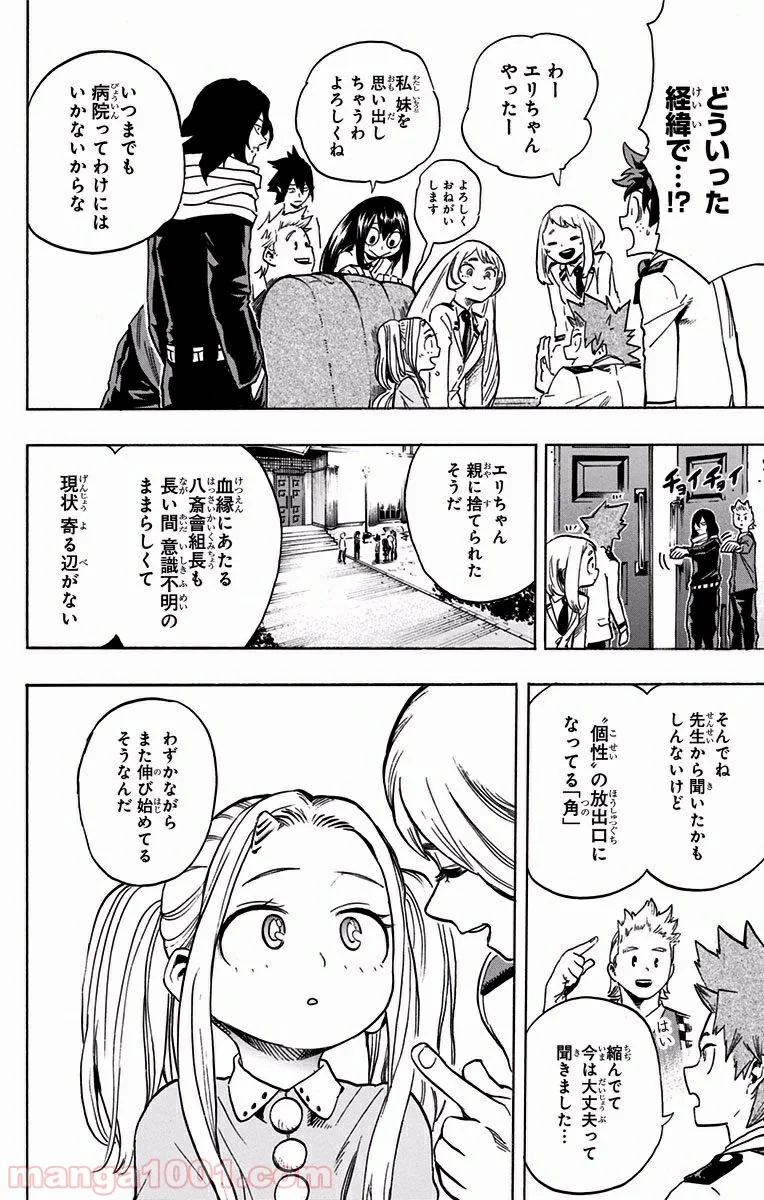 どういった
経緯で…!?
わー
エリちゃん
やったー
私 妹を
思い出し
ちゃうわ
よろしくね
よろしく
おねがい
します
いつまでも
病院ってわけには
いかないからな
チョイチョイ
エリちゃん
親に捨てられた
そうだ
血縁にあたる
八斎會組長も
長い間 意識不明の
ままらしくて
現状 寄る辺がない
そんでね
先生から聞いたかも
しんないけど
〝個性〟の放出口に
なってる「角」
はい
縮んでて
今は大丈夫って
聞きました…
わずかながら
また伸び始めてる
そうなんだ
manga1001.com